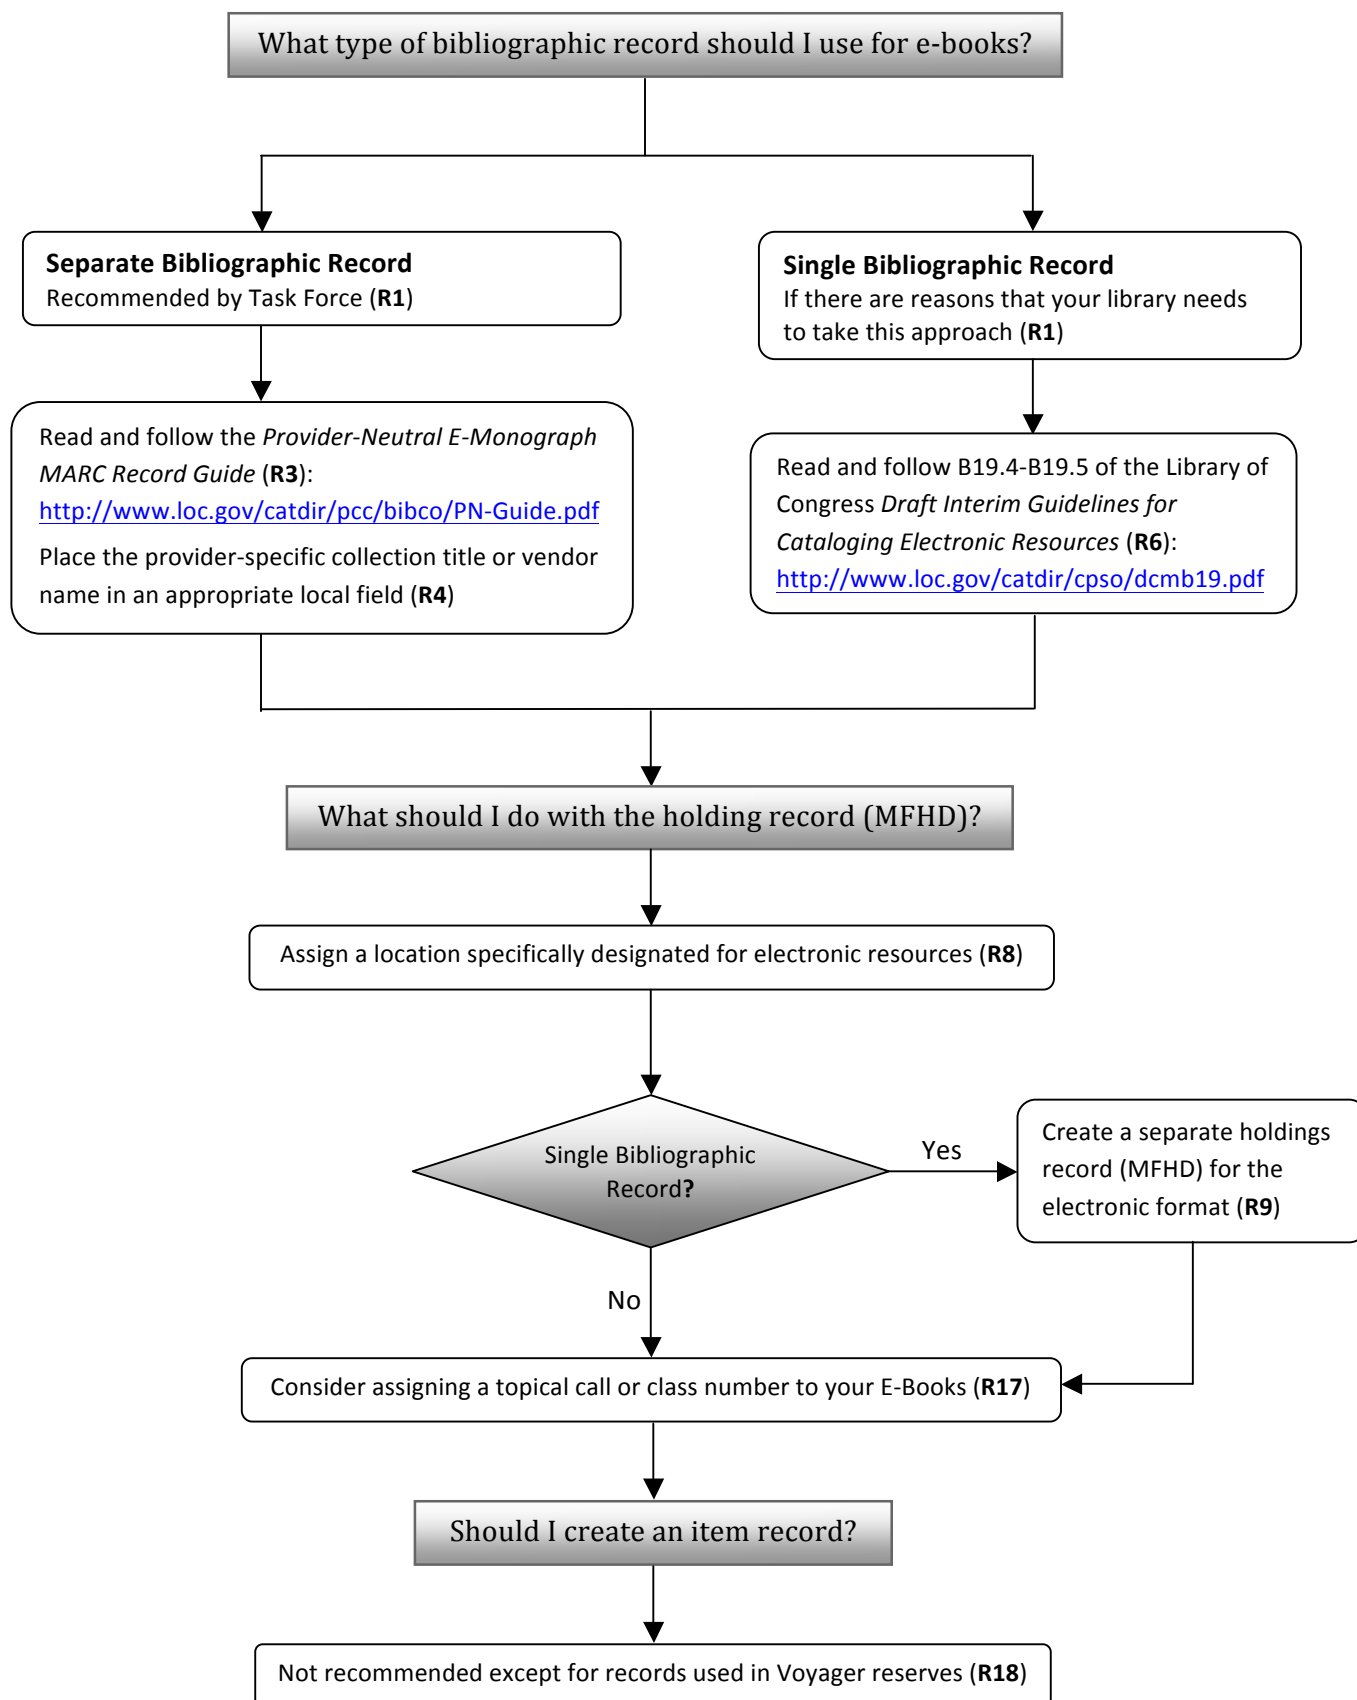 What type of bibliographic record should I use for e-books?
Separate Bibliographic Record
Recommended by Task Force (R1)
Single Bibliographic Record
If there are reasons that your library needs
to take this approach (R1)
Read and follow the Provider-Neutral E-Monograph
MARC Record Guide (R3):
http://www.loc.gov/catdir/pcc/bibco/PN-Guide.pdf
Place the provider-specific collection title or vendor
name in an appropriate local field (R4)
Read and follow B19.4-B19.5 of the Library of
Congress Draft Interim Guidelines for
Cataloging Electronic Resources (R6):
http://www.loc.gov/catdir/cpso/dcmb19.pdf
What should I do with the holding record (MFHD)?
Assign a location specifically designated for electronic resources (R8)
Single Bibliographic
Record?
Yes
Create a separate holdings
record (MFHD) for the
electronic format (R9)
No
Consider assigning a topical call or class number to your E-Books (R17)
Should I create an item record?
Not recommended except for records used in Voyager reserves (R18)